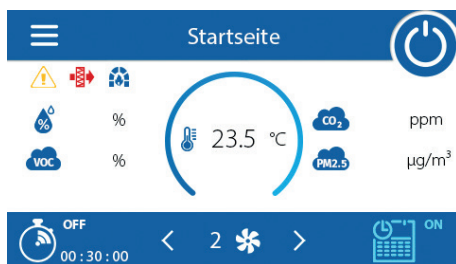 Startseite
% %
CO₂ ppm
23.5 °C
VOC %
PM2.5 µg/m³
OFF
00:30:00
2
ON